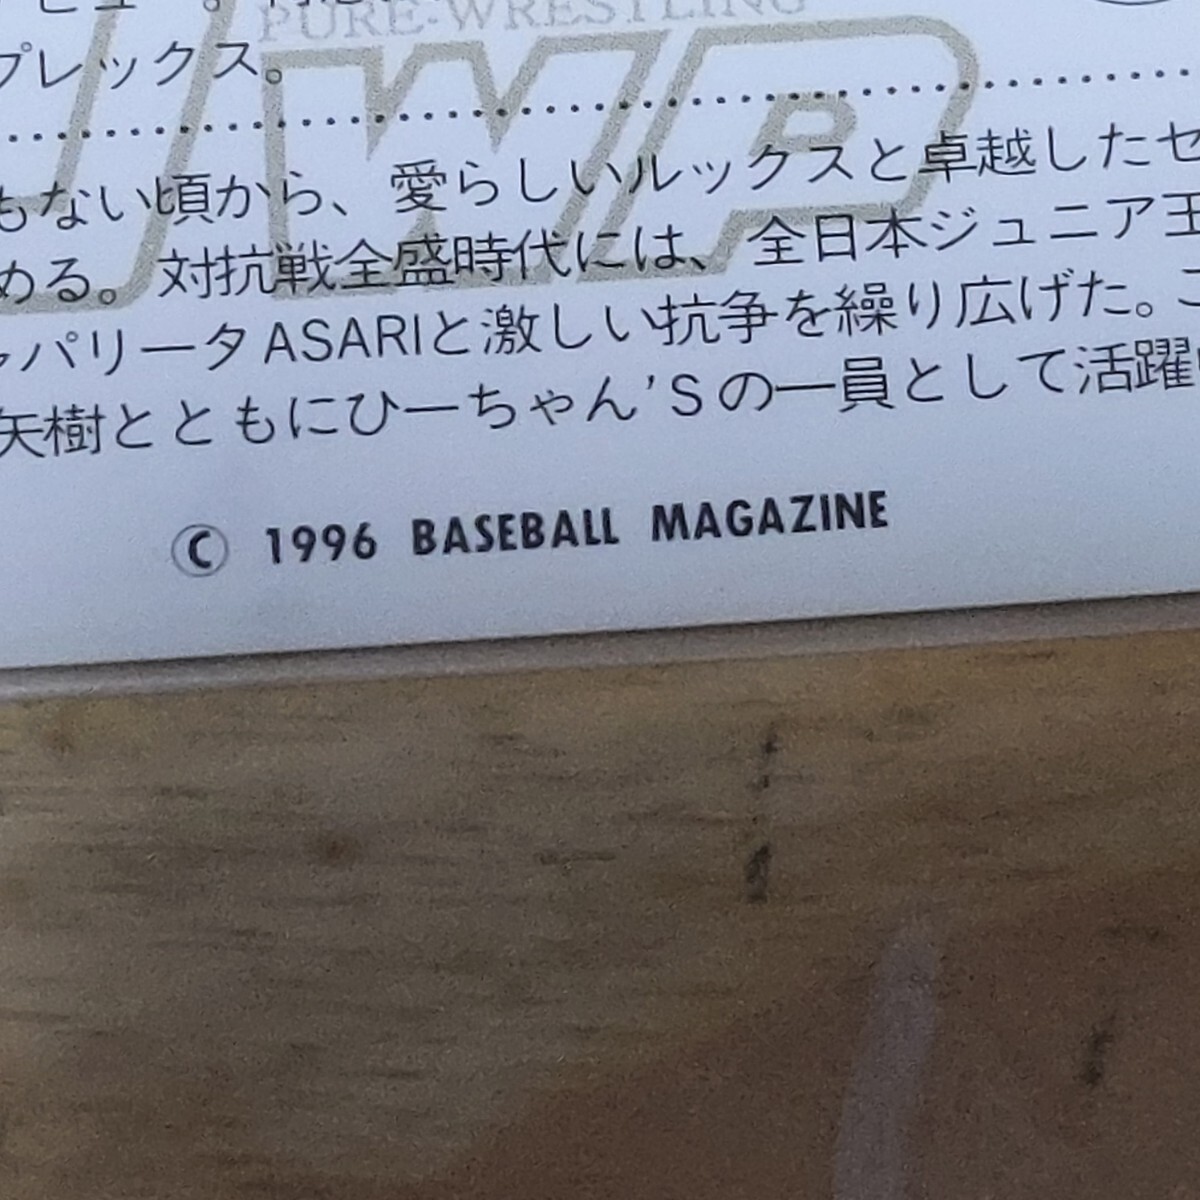 PURE-WRESTLING
JWP
プレックス。
もない頃から、愛らしいルックスと卓越したセ
める。対抗戦全盛時代には、全日本ジュニア王
ャパリータASARIと激しい抗争を繰り広げた。こ
矢樹とともにひーちゃん'Sの一員として活躍
© 1996 BASEBALL MAGAZINE